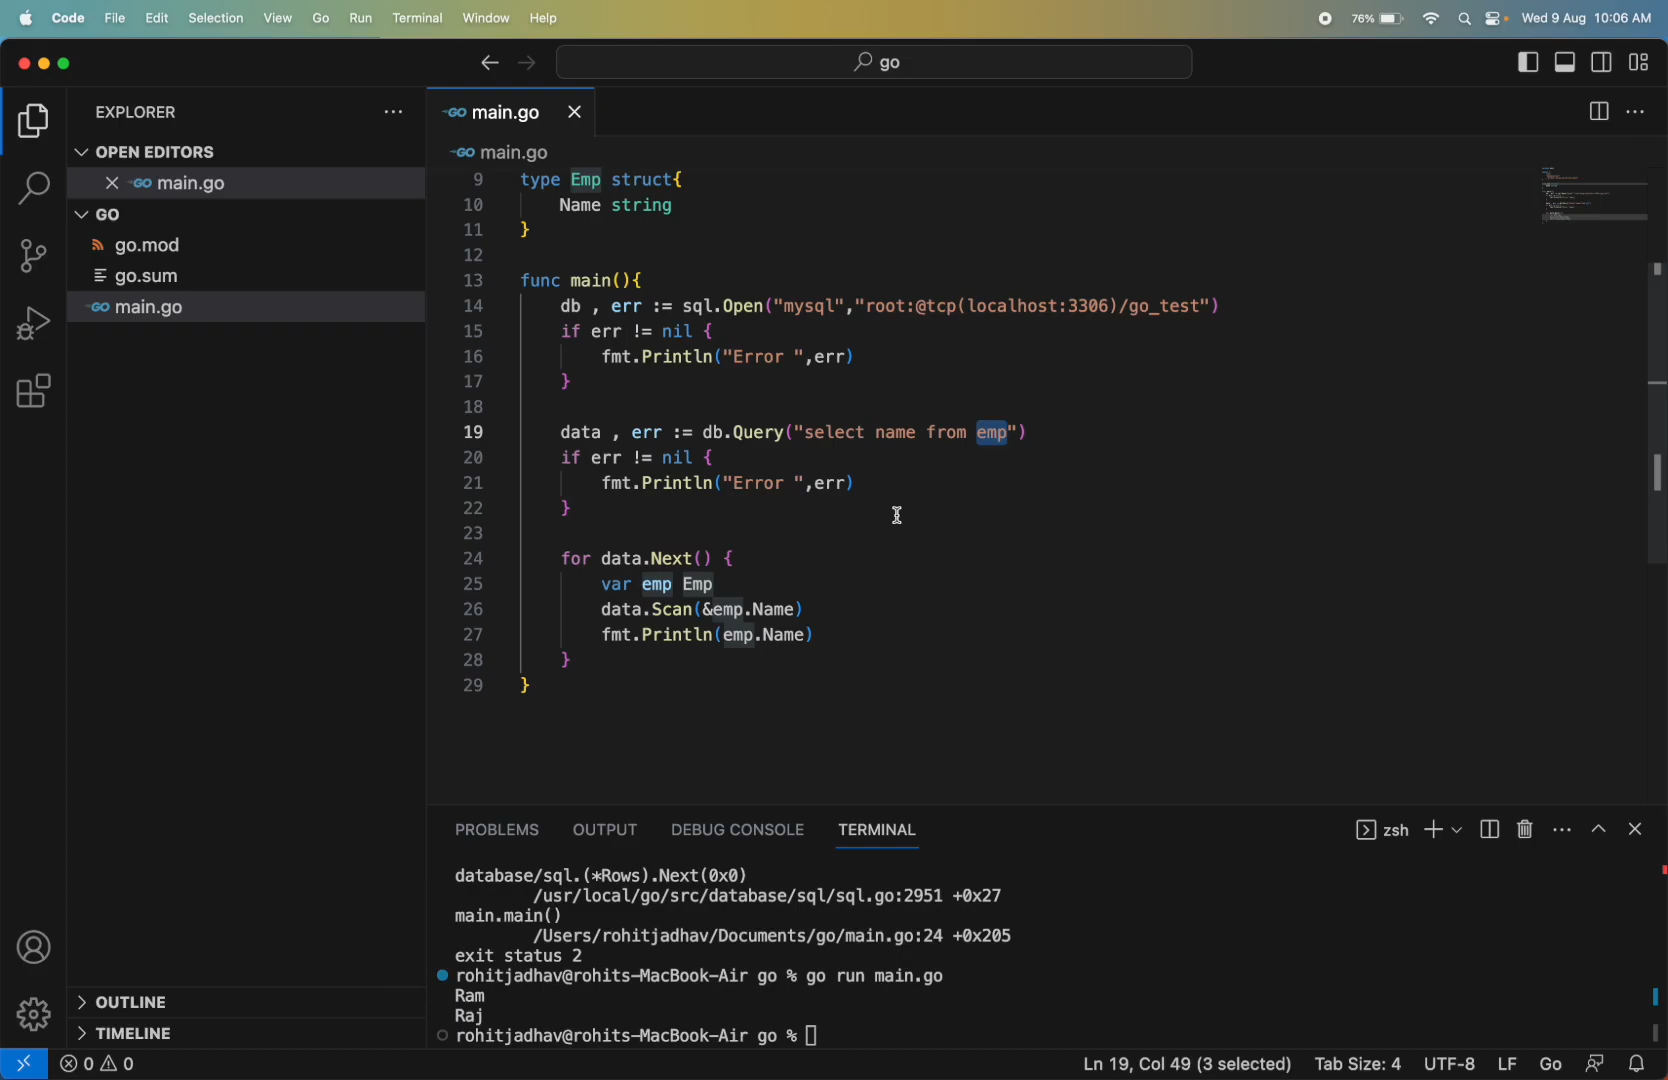 Code File Edit Selection View Go Run Terminal Window Help 76% Wed 9 Aug 10:06 AM
go
EXPLORER
GO main.go
OPEN EDITORS
GO main.go
GO main.go
GO
go.mod
go.sum
GO main.go
9 type Emp struct{
10 Name string
11 }
12
13 func main(){
14 db , err := sql.Open("mysql","root:@tcp(localhost:3306)/go_test")
15 if err != nil {
16 fmt.Println("Error ",err)
17 }
18
19 data , err := db.Query("select name from emp")
20 if err != nil {
21 fmt.Println("Error ",err)
22 }
23
24 for data.Next() {
25 var emp Emp
26 data.Scan(&emp.Name)
27 fmt.Println(emp.Name)
28 }
29 }
PROBLEMS OUTPUT DEBUG CONSOLE TERMINAL zsh
database/sql.(*Rows).Next(0x0)
/usr/local/go/src/database/sql/sql.go:2951 +0x27
main.main()
/Users/rohitjadhav/Documents/go/main.go:24 +0x205
exit status 2
rohitjadhav@rohits-MacBook-Air go % go run main.go
Ram
Raj
rohitjadhav@rohits-MacBook-Air go %
OUTLINE
TIMELINE
0 0 Ln 19, Col 49 (3 selected) Tab Size: 4 UTF-8 LF Go